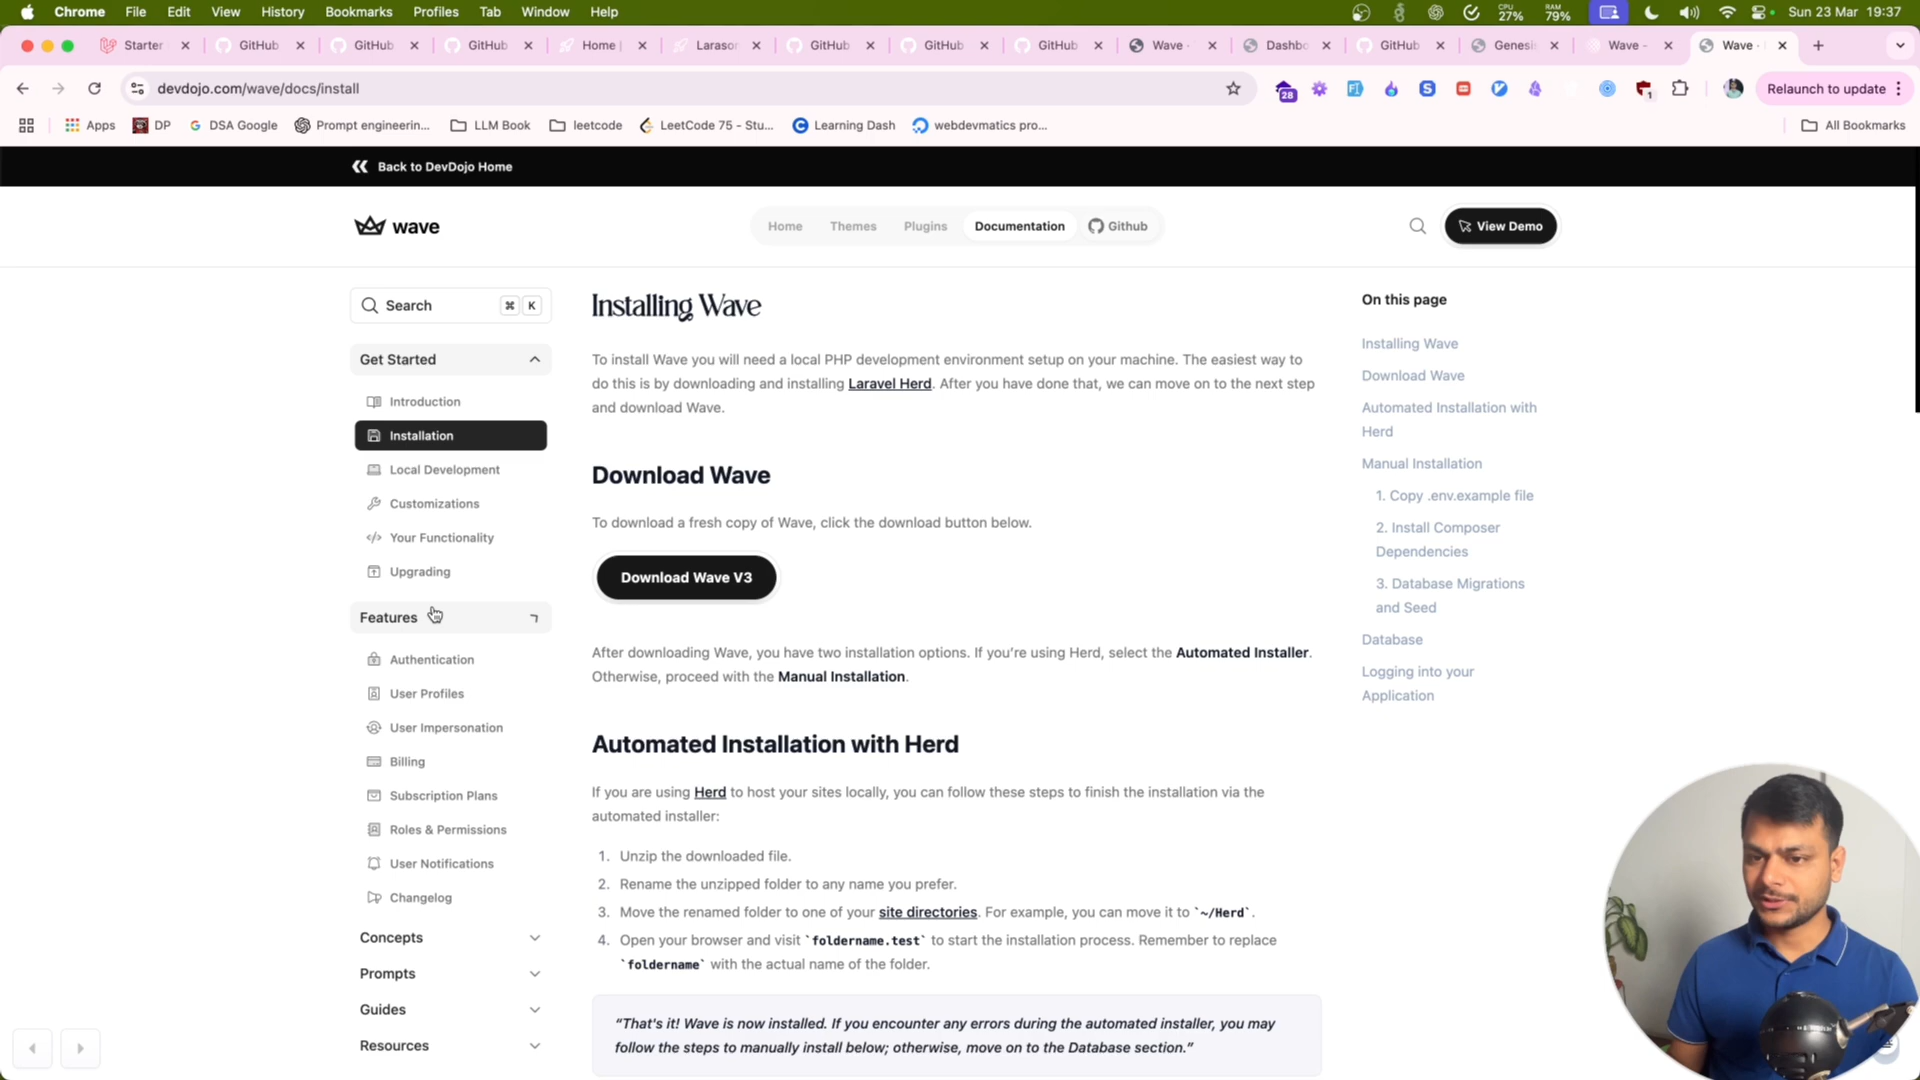 Chrome File Edit View History Bookmarks Profiles Tab Window Help
CPU 27% RAM 79% Sun 23 Mar 19:37
Starter GitHub GitHub GitHub Home | Larason GitHub GitHub GitHub Wave Dashbo GitHub Genesis Wave - Wave -
devdojo.com/wave/docs/install
28
1
Relaunch to update
Apps DP DSA Google Prompt engineerin... LLM Book leetcode LeetCode 75 - Stu... Learning Dash webdevmatics pro... All Bookmarks
Back to DevDojo Home
wave
Home Themes Plugins Documentation Github
View Demo
Search ⌘ K
Get Started
Introduction
Installation
Local Development
Customizations
Your Functionality
Upgrading
Features
Authentication
User Profiles
User Impersonation
Billing
Subscription Plans
Roles & Permissions
User Notifications
Changelog
Concepts
Prompts
Guides
Resources
Installing Wave
To install Wave you will need a local PHP development environment setup on your machine. The easiest way to
do this is by downloading and installing Laravel Herd. After you have done that, we can move on to the next step
and download Wave.
Download Wave
To download a fresh copy of Wave, click the download button below.
Download Wave V3
After downloading Wave, you have two installation options. If you're using Herd, select the Automated Installer.
Otherwise, proceed with the Manual Installation.
Automated Installation with Herd
If you are using Herd to host your sites locally, you can follow these steps to finish the installation via the
automated installer:
1. Unzip the downloaded file.
2. Rename the unzipped folder to any name you prefer.
3. Move the renamed folder to one of your site directories. For example, you can move it to `~/Herd`.
4. Open your browser and visit `foldername.test` to start the installation process. Remember to replace
`foldername` with the actual name of the folder.
“That's it! Wave is now installed. If you encounter any errors during the automated installer, you may
follow the steps to manually install below; otherwise, move on to the Database section.”
On this page
Installing Wave
Download Wave
Automated Installation with
Herd
Manual Installation
1. Copy .env.example file
2. Install Composer
Dependencies
3. Database Migrations
and Seed
Database
Logging into your
Application